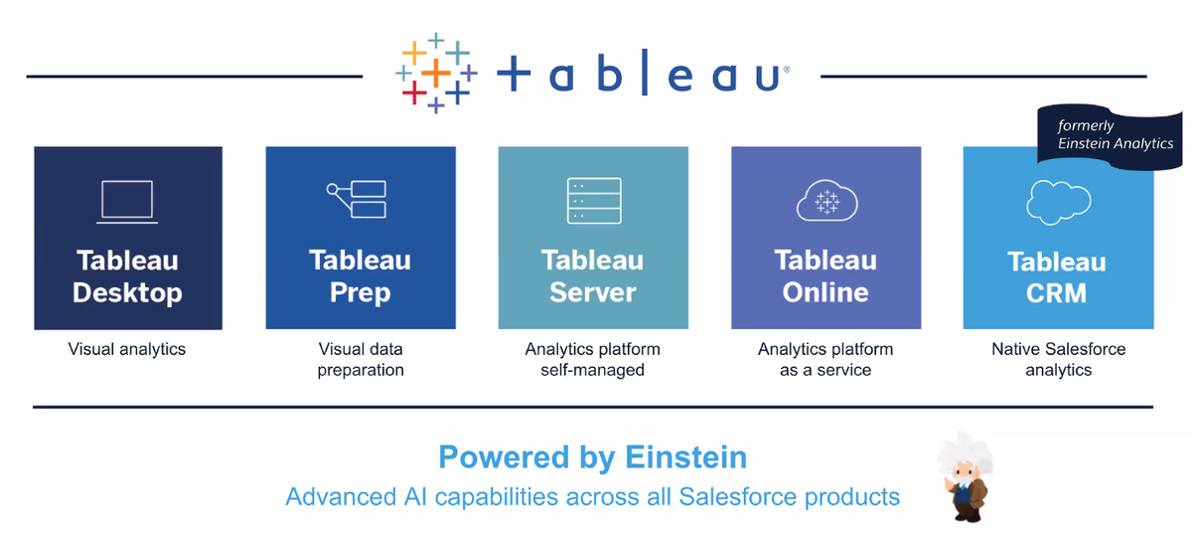 + a b l e a u®
formerly
Einstein Analytics
Tableau
Desktop
Visual analytics
Tableau
Prep
Visual data
preparation
Tableau
Server
Analytics platform
self-managed
Tableau
Online
Analytics platform
as a service
Tableau
CRM
Native Salesforce
analytics
Powered by Einstein
Advanced AI capabilities across all Salesforce products